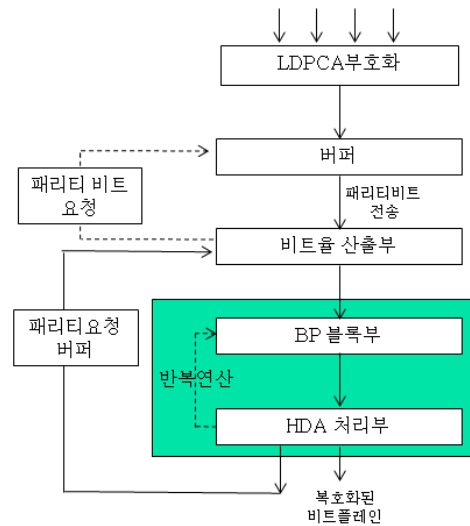 LDPCA부호화
버퍼
패리티 비트
요청
패리티비트
전송
비트율 산출부
패리티요청
버퍼
BP 블록부
반복연산
HDA 처리부
복호화된
비트플레인